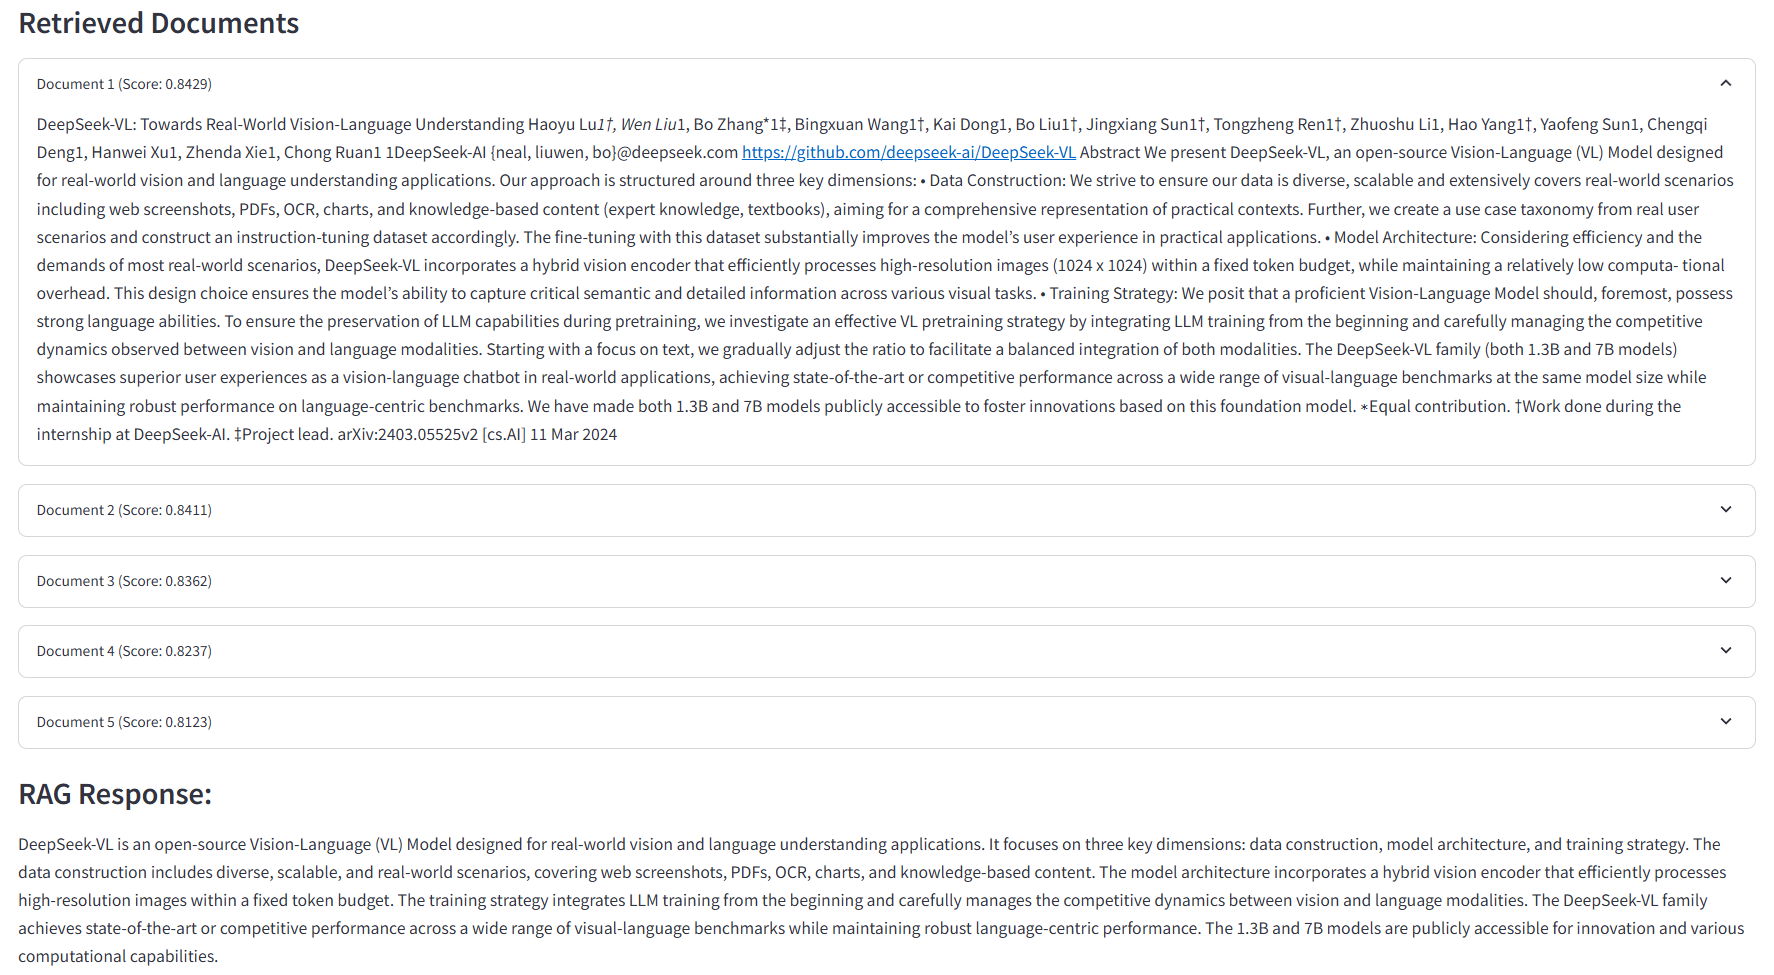 Retrieved Documents
Document 1 (Score: 0.8429)
DeepSeek-VL: Towards Real-World Vision-Language Understanding Haoyu Lu1†, Wen Liu1, Bo Zhang*1‡, Bingxuan Wang1†, Kai Dong1, Bo Liu1†, Jingxiang Sun1†, Tongzheng Ren1†, Zhuoshu Li1, Hao Yang1†, Yaofeng Sun1, Chengqi
Deng1, Hanwei Xu1, Zhenda Xie1, Chong Ruan1 1DeepSeek-AI {neal, liuwen, bo}@deepseek.com https://github.com/deepseek-ai/DeepSeek-VL Abstract We present DeepSeek-VL, an open-source Vision-Language (VL) Model designed
for real-world vision and language understanding applications. Our approach is structured around three key dimensions: • Data Construction: We strive to ensure our data is diverse, scalable and extensively covers real-world scenarios
including web screenshots, PDFs, OCR, charts, and knowledge-based content (expert knowledge, textbooks), aiming for a comprehensive representation of practical contexts. Further, we create a use case taxonomy from real user
scenarios and construct an instruction-tuning dataset accordingly. The fine-tuning with this dataset substantially improves the model’s user experience in practical applications. • Model Architecture: Considering efficiency and the
demands of most real-world scenarios, DeepSeek-VL incorporates a hybrid vision encoder that efficiently processes high-resolution images (1024 x 1024) within a fixed token budget, while maintaining a relatively low computa- tional
overhead. This design choice ensures the model’s ability to capture critical semantic and detailed information across various visual tasks. • Training Strategy: We posit that a proficient Vision-Language Model should, foremost, possess
strong language abilities. To ensure the preservation of LLM capabilities during pretraining, we investigate an effective VL pretraining strategy by integrating LLM training from the beginning and carefully managing the competitive
dynamics observed between vision and language modalities. Starting with a focus on text, we gradually adjust the ratio to facilitate a balanced integration of both modalities. The DeepSeek-VL family (both 1.3B and 7B models)
showcases superior user experiences as a vision-language chatbot in real-world applications, achieving state-of-the-art or competitive performance across a wide range of visual-language benchmarks at the same model size while
maintaining robust performance on language-centric benchmarks. We have made both 1.3B and 7B models publicly accessible to foster innovations based on this foundation model. ∗Equal contribution. †Work done during the
internship at DeepSeek-AI. ‡Project lead. arXiv:2403.05525v2 [cs.AI] 11 Mar 2024
Document 2 (Score: 0.8411)
Document 3 (Score: 0.8362)
Document 4 (Score: 0.8237)
Document 5 (Score: 0.8123)
RAG Response:
DeepSeek-VL is an open-source Vision-Language (VL) Model designed for real-world vision and language understanding applications. It focuses on three key dimensions: data construction, model architecture, and training strategy. The
data construction includes diverse, scalable, and real-world scenarios, covering web screenshots, PDFs, OCR, charts, and knowledge-based content. The model architecture incorporates a hybrid vision encoder that efficiently processes
high-resolution images within a fixed token budget. The training strategy integrates LLM training from the beginning and carefully manages the competitive dynamics between vision and language modalities. The DeepSeek-VL family
achieves state-of-the-art or competitive performance across a wide range of visual-language benchmarks while maintaining robust language-centric performance. The 1.3B and 7B models are publicly accessible for innovation and various
computational capabilities.